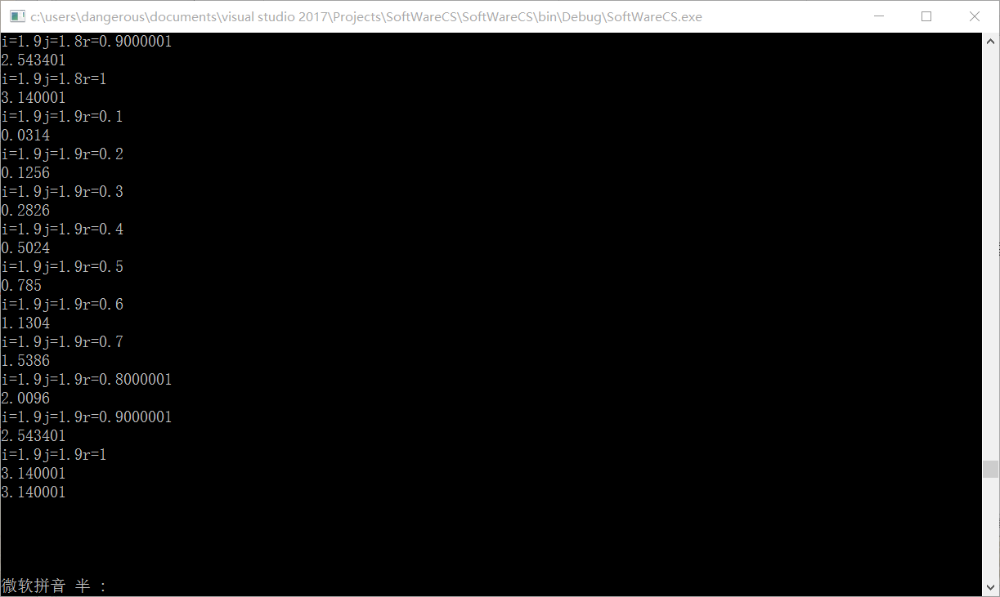 c:\users\dangerous\documents\visual studio 2017\Projects\SoftWareCS\SoftWareCS\bin\Debug\SoftWareCS.exe
i=1.9j=1.8r=0.9000001
2.543401
i=1.9j=1.8r=1
3.140001
i=1.9j=1.9r=0.1
0.0314
i=1.9j=1.9r=0.2
0.1256
i=1.9j=1.9r=0.3
0.2826
i=1.9j=1.9r=0.4
0.5024
i=1.9j=1.9r=0.5
0.785
i=1.9j=1.9r=0.6
1.1304
i=1.9j=1.9r=0.7
1.5386
i=1.9j=1.9r=0.8000001
2.0096
i=1.9j=1.9r=0.9000001
2.543401
i=1.9j=1.9r=1
3.140001
3.140001
微软拼音 半 :